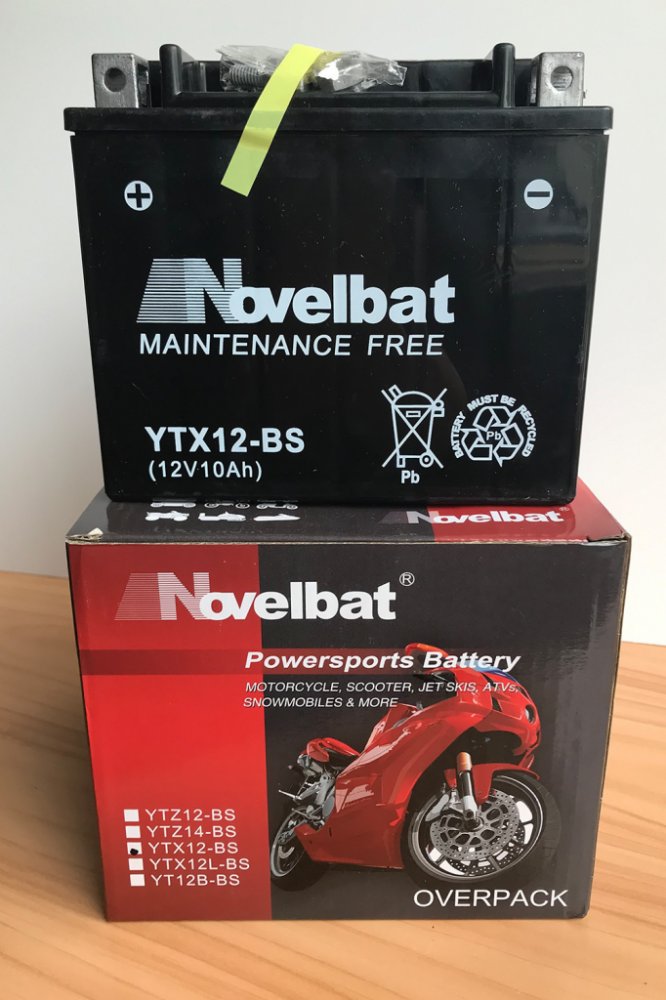 +
-
Novelbat
MAINTENANCE FREE
YTX12-BS
(12V10Ah)
Pb
BATTERY MUST BE RECYCLED
Pb
Novelbat
Novelbat®
Powersports Battery
MOTORCYCLE, SCOOTER, JET SKIS, ATVs,
SNOWMOBILES & MORE
YTZ12-BS
YTZ14-BS
YTX12-BS
YTX12L-BS
YT12B-BS
OVERPACK